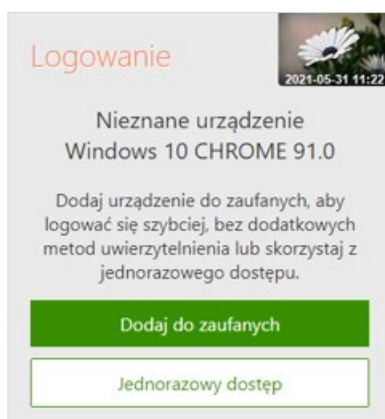 Logowanie
2021-05-31 11:22
Nieznane urządzenie
Windows 10 CHROME 91.0
Dodaj urządzenie do zaufanych, aby
logować się szybciej, bez dodatkowych
metod uwierzytelnienia lub skorzystaj z
jednorazowego dostępu.
Dodaj do zaufanych
Jednorazowy dostęp